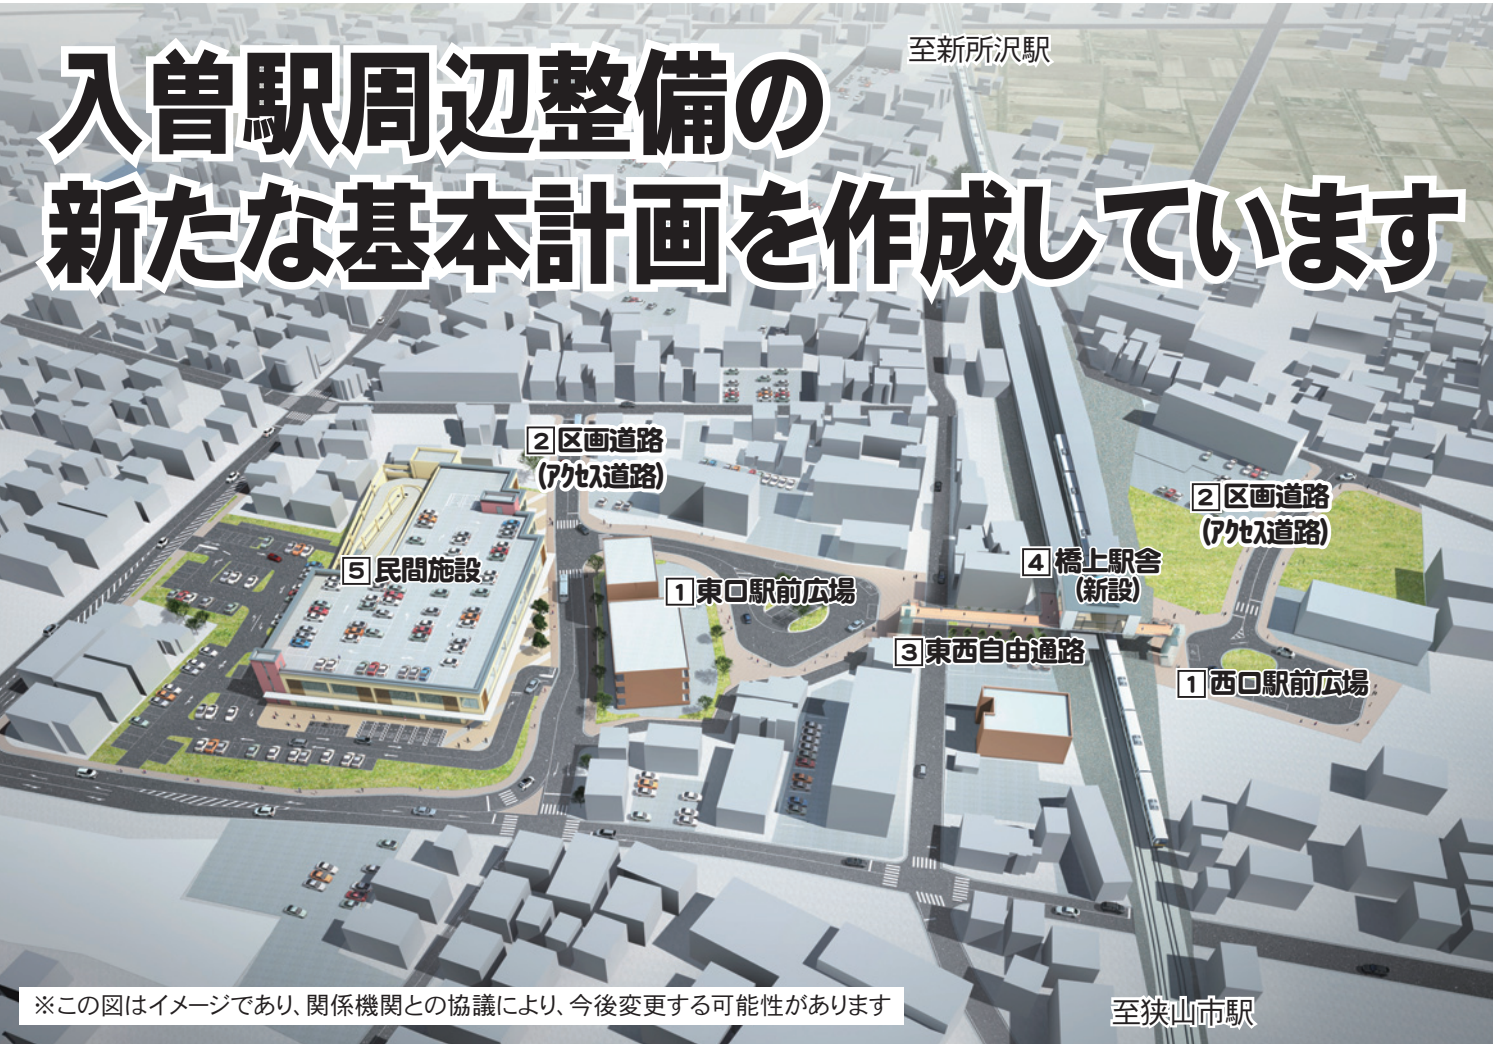 至新所沢駅
入曽駅周辺整備の
新たな基本計画を作成しています
2 区画道路
(アクセス道路)
2 区画道路
(アクセス道路)
5 民間施設
1 東口駅前広場
4 橋上駅舎
(新設)
3 東西自由通路
1 西口駅前広場
※この図はイメージであり、関係機関との協議により、今後変更する可能性があります
至狭山市駅